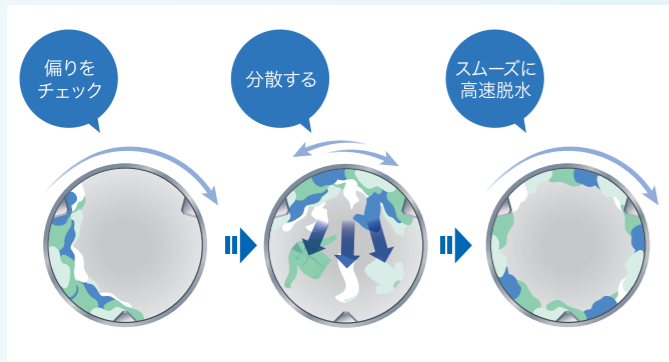 偏りを
チェック
分散する
スムーズに
高速脱水